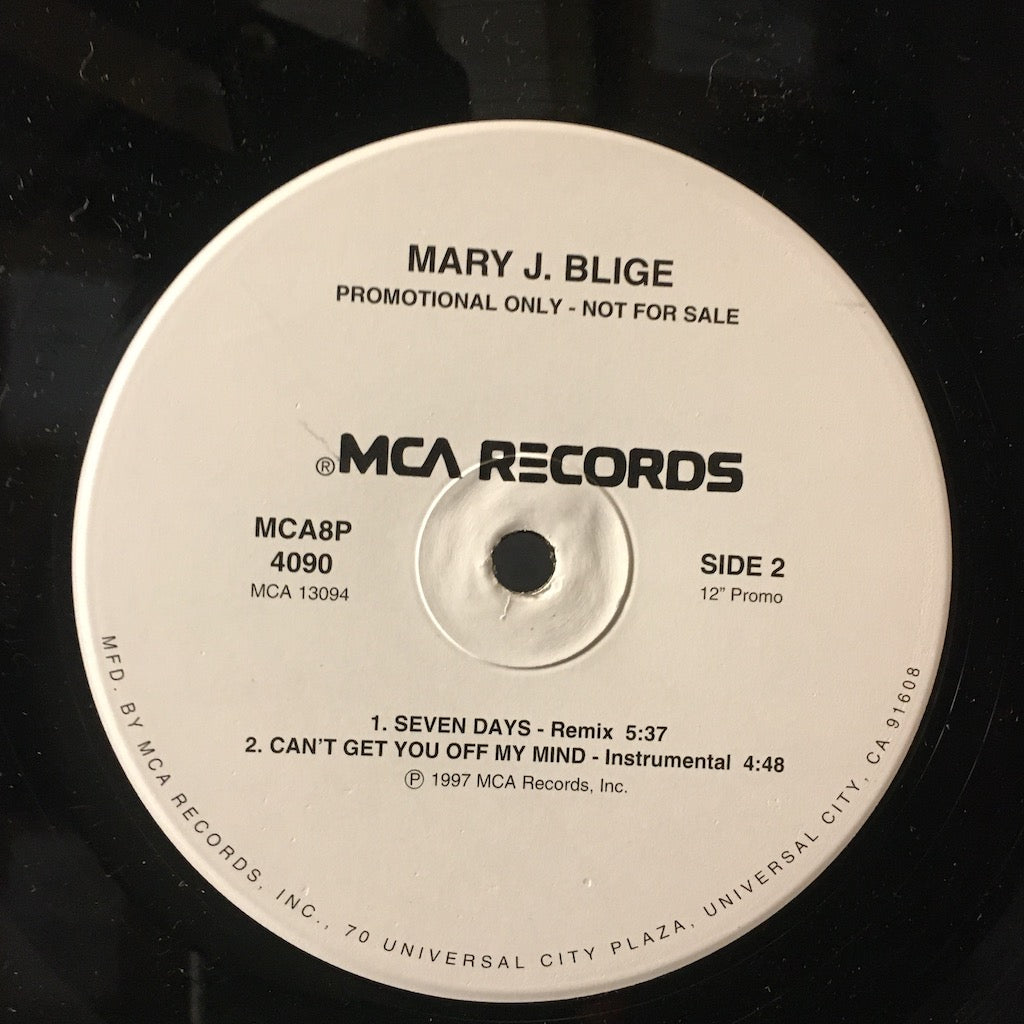 MARY J. BLIGE
PROMOTIONAL ONLY - NOT FOR SALE
®MCA RECORDS
MCA8P
4090
MCA 13094
SIDE 2
12” Promo
1. SEVEN DAYS - Remix 5:37
2. CAN'T GET YOU OFF MY MIND - Instrumental 4:48
℗ 1997 MCA Records, Inc.
MFD. BY MCA RECORDS, INC., 70 UNIVERSAL CITY PLAZA, UNIVERSAL CITY, CA 91608